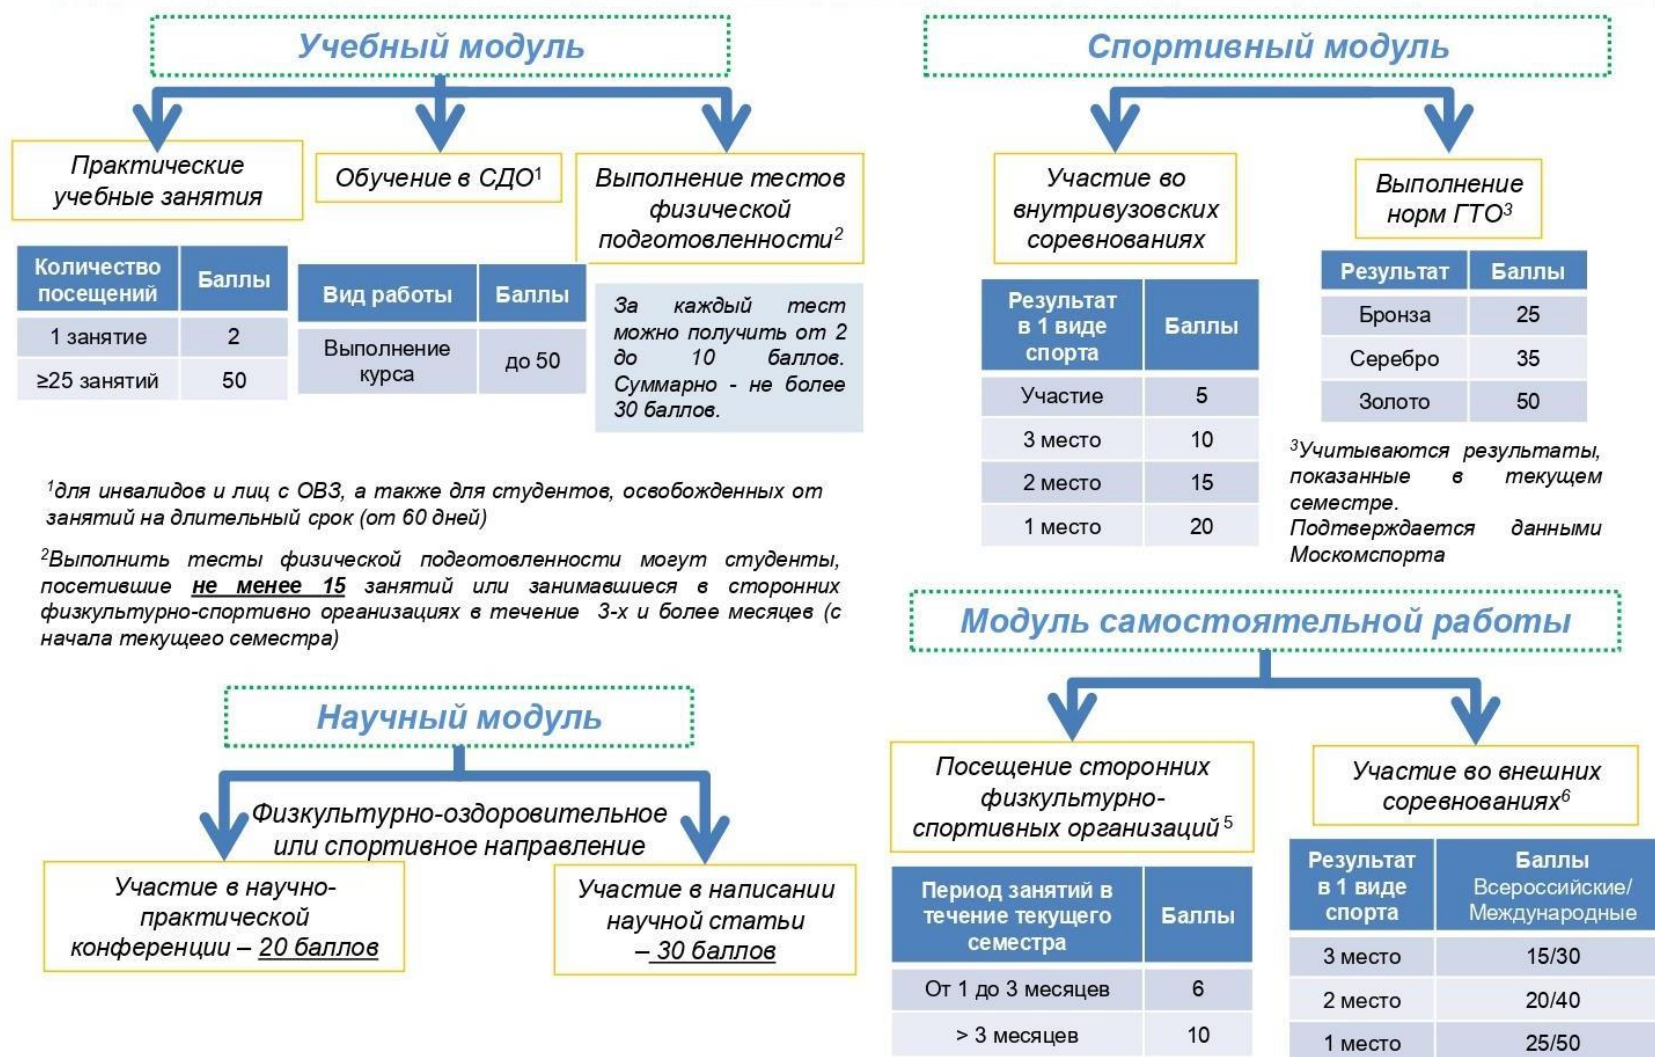 Учебный модуль
Практические
учебные занятия
Обучение в СДО¹
Выполнение тестов
физической
подготовленности²
Количество
посещений
Баллы
1 занятие
2
≥25 занятий
50
Вид работы
Баллы
Выполнение
курса
до 50
За каждый тест
можно получить от 2
до 10 баллов.
Суммарно - не более
30 баллов.
¹для инвалидов и лиц с ОВЗ, а также для студентов, освобожденных от
занятий на длительный срок (от 60 дней)
²Выполнить тесты физической подготовленности могут студенты,
посетившие не менее 15 занятий или занимавшиеся в сторонних
физкультурно-спортивно организациях в течение 3-х и более месяцев (с
начала текущего семестра)
Спортивный модуль
Участие во
внутривузовских
соревнованиях
Выполнение
норм ГТО³
Результат
в 1 виде
спорта
Баллы
Участие
5
3 место
10
2 место
15
1 место
20
Результат
Баллы
Бронза
25
Серебро
35
Золото
50
³Учитываются результаты,
показанные в текущем
семестре.
Подтверждается данными
Москомспорта
Научный модуль
Физкультурно-оздоровительное
или спортивное направление
Участие в научно-
практической
конференции – 20 баллов
Участие в написании
научной статьи
– 30 баллов
Модуль самостоятельной работы
Посещение сторонних
физкультурно-
спортивных организаций ⁵
Участие во внешних
соревнованиях⁶
Период занятий в
течение текущего
семестра
Баллы
От 1 до 3 месяцев
6
> 3 месяцев
10
Результат
в 1 виде
спорта
Баллы
Всероссийские/
Международные
3 место
15/30
2 место
20/40
1 место
25/50